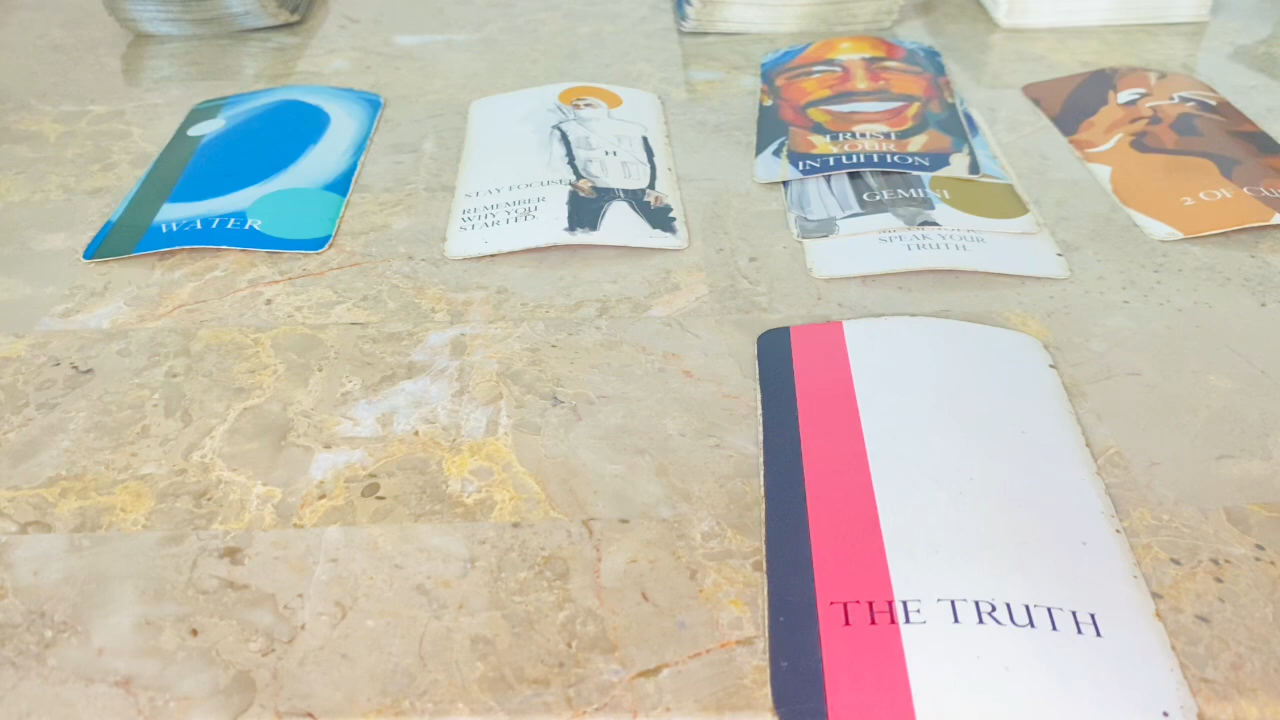 WATER
STAY FOCUSED
REMEMBER
WHY YOU
STARTED.
H
TRUST
YOUR
INTUITION
GEMINI
SPEAK YOUR
TRUTH.
2 OF
THE TRUTH